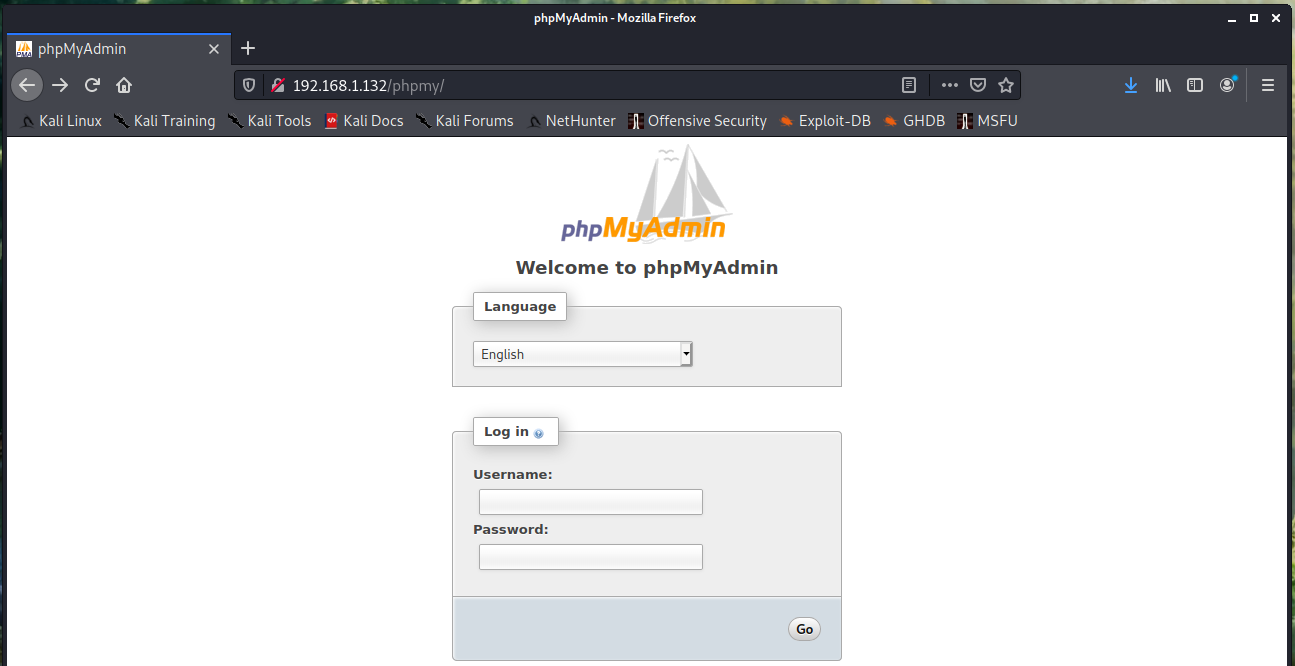 phpMyAdmin - Mozilla Firefox
PMA phpMyAdmin
192.168.1.132/phpmy/
Kali Linux Kali Training Kali Tools Kali Docs Kali Forums NetHunter Offensive Security Exploit-DB GHDB MSFU
phpMyAdmin
Welcome to phpMyAdmin
Language
English
Log in
Username:
Password:
Go